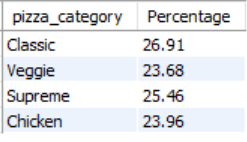 pizza_category Percentage
Classic 26.91
Veggie 23.68
Supreme 25.46
Chicken 23.96